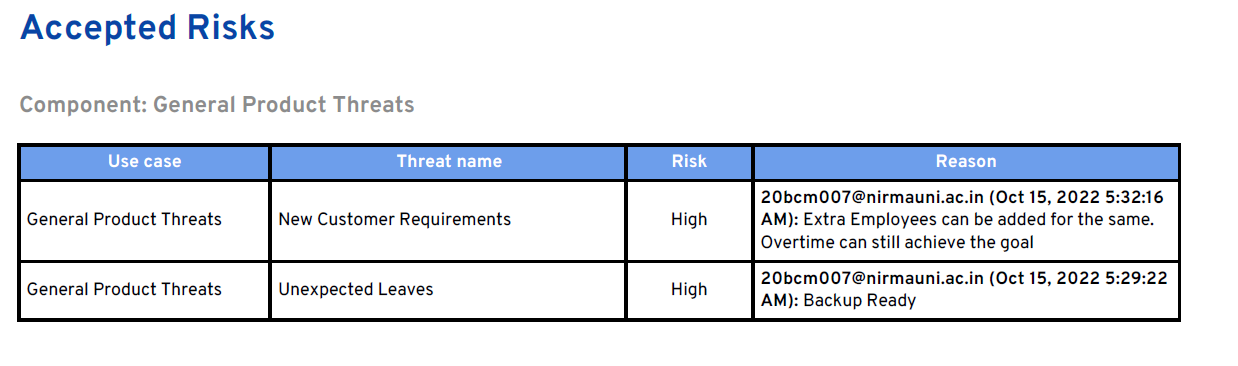 Accepted Risks
Component: General Product Threats
Use case Threat name Risk Reason
General Product Threats New Customer Requirements High 20bcm007@nirmauni.ac.in (Oct 15, 2022 5:32:16
AM): Extra Employees can be added for the same.
Overtime can still achieve the goal
General Product Threats Unexpected Leaves High 20bcm007@nirmauni.ac.in (Oct 15, 2022 5:29:22
AM): Backup Ready